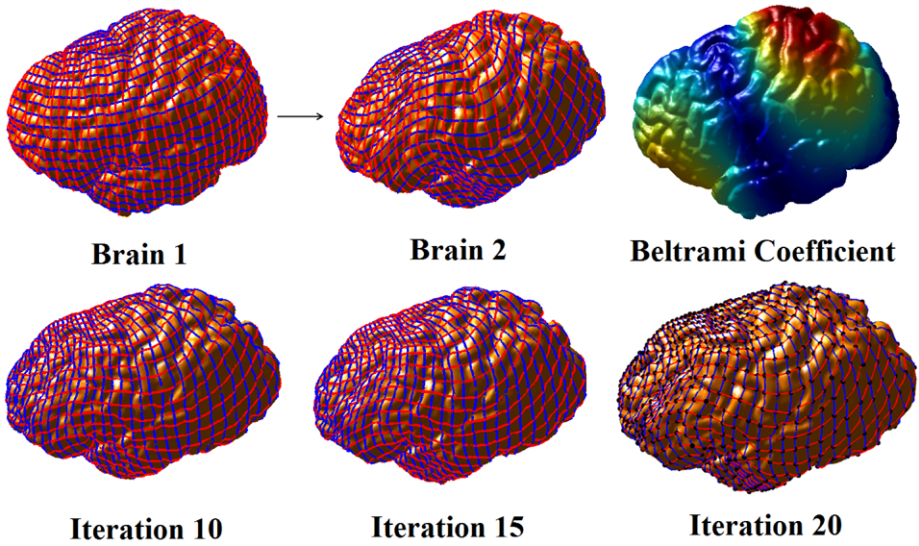 Brain 1
Brain 2
Beltrami Coefficient
Iteration 10
Iteration 15
Iteration 20